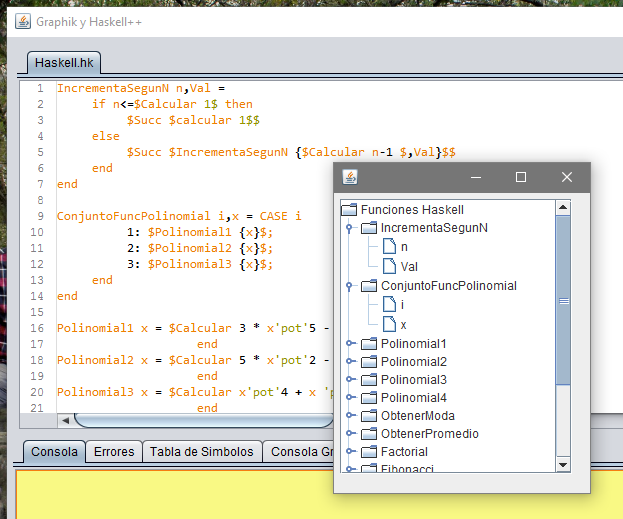 Graphik y Haskell++
Haskell.hk
1 IncrementaSegunN n,Val =
2 if n<=$Calcular 1$ then
3 $Succ $calcular 1$$
4 else
5 $Succ $IncrementaSegunN {$Calcular n-1 $,Val}$$
6 end
7 end
8
9 ConjuntoFuncPolinomial i,x = CASE i
10 1: $Polinomial1 {x}$;
11 2: $Polinomial2 {x}$;
12 3: $Polinomial3 {x}$;
13 end
14 end
15
16 Polinomial1 x = $Calcular 3 * x'pot'5 -
17 end
18 Polinomial2 x = $Calcular 5 * x'pot'2 -
19 end
20 Polinomial3 x = $Calcular x'pot'4 + x 'p
21 end
Funciones Haskell
IncrementaSegunN
n
Val
ConjuntoFuncPolinomial
i
x
Polinomial1
Polinomial2
Polinomial3
Polinomial4
ObtenerModa
ObtenerPromedio
Factorial
Fibonacci
Consola Errores Tabla de Simbolos Consola Gr